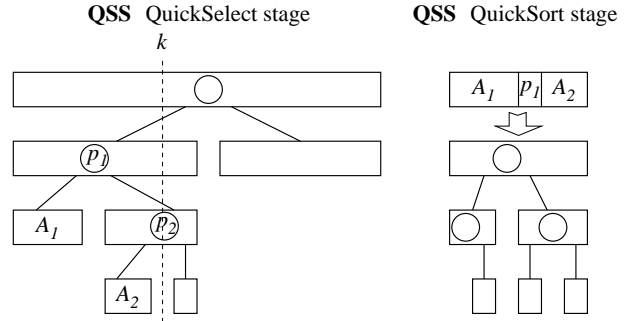 QSS QuickSelect stage
QSS QuickSort stage
k
A1 p1 A2
p1
A1
p2
A2